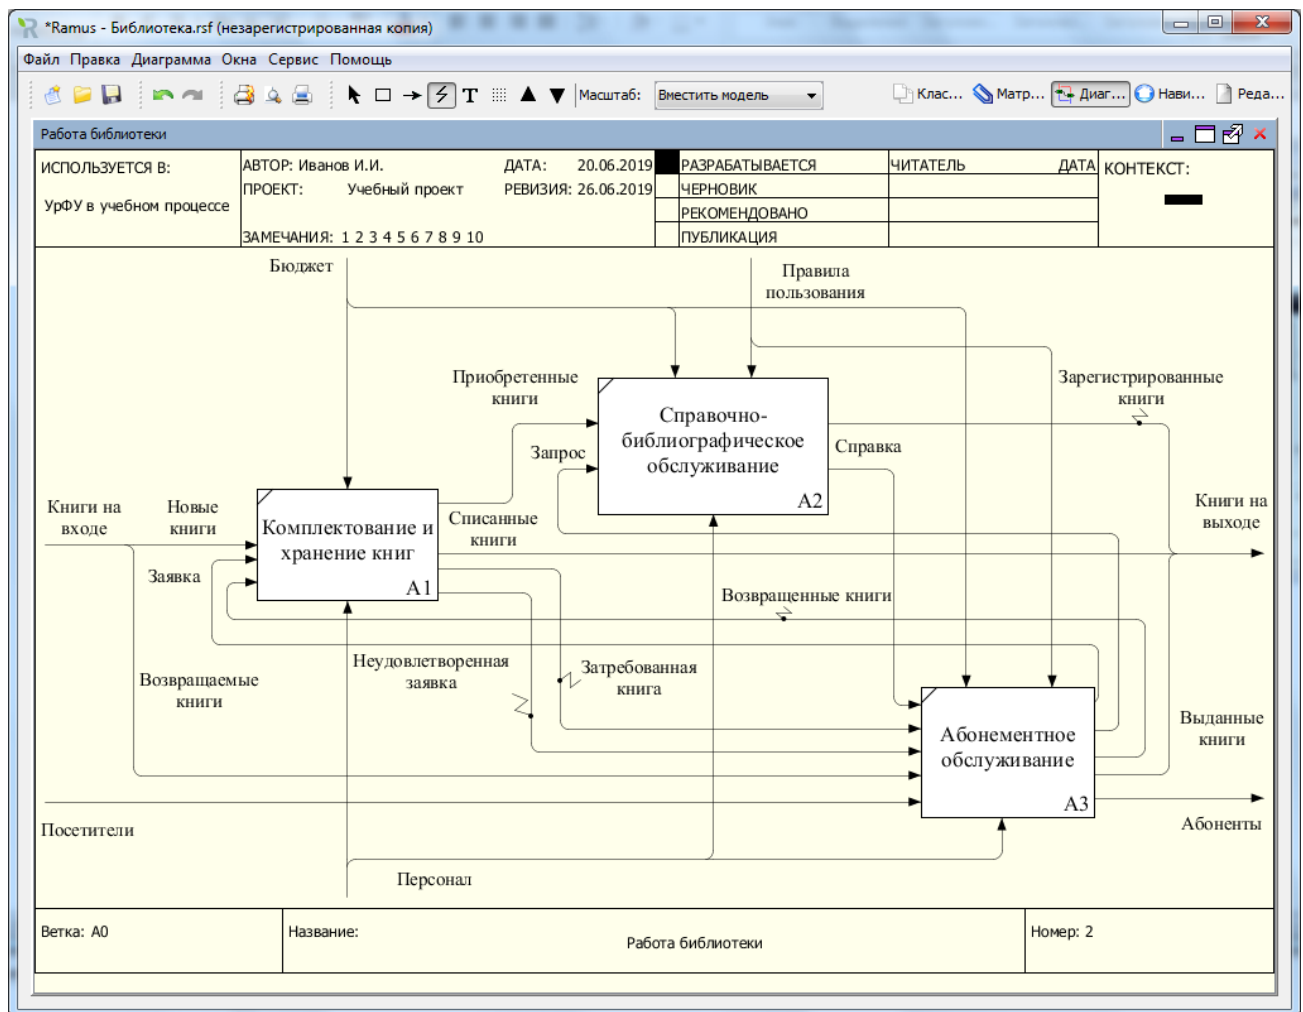 *Ramus - Библиотека.rsf (незарегистрированная копия)
Файл Правка Диаграмма Окна Сервис Помощь
Масштаб: Вместить модель Клас... Матр... Диаг... Нави... Реда...
Работа библиотеки
ИСПОЛЬЗУЕТСЯ В:
УрФУ в учебном процессе
АВТОР: Иванов И.И. ДАТА: 20.06.2019
ПРОЕКТ: Учебный проект РЕВИЗИЯ: 26.06.2019
ЗАМЕЧАНИЯ: 1 2 3 4 5 6 7 8 9 10
РАЗРАБАТЫВАЕТСЯ
ЧЕРНОВИК
РЕКОМЕНДОВАНО
ПУБЛИКАЦИЯ
ЧИТАТЕЛЬ ДАТА
КОНТЕКСТ:
Бюджет
Правила
пользования
Приобретенные
книги
Зарегистрированные
книги
Справочно-
библиографическое
обслуживание
A2
Запрос
Справка
Книги на
входе
Новые
книги
Комплектование и
хранение книг
A1
Списанные
книги
Книги на
выходе
Заявка
Возвращенные книги
Возвращаемые
книги
Неудовлетворенная
заявка
Затребованная
книга
Абонементное
обслуживание
A3
Выданные
книги
Посетители
Абоненты
Персонал
Ветка: A0
Название:
Работа библиотеки
Номер: 2